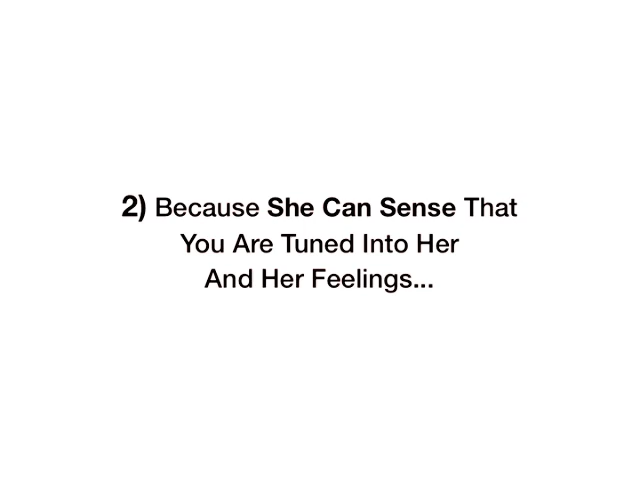 2) Because She Can Sense That
You Are Tuned Into Her
And Her Feelings...